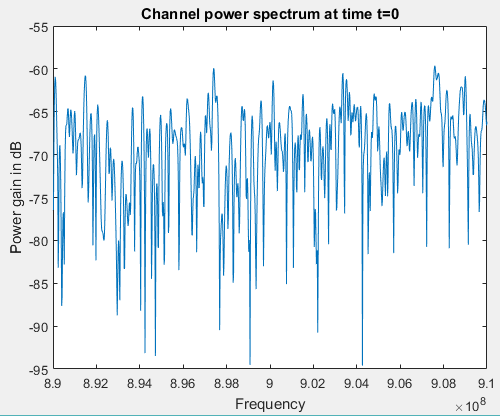 Channel power spectrum at time t=0
-55
-60
-65
-70
-75
-80
-85
-90
-95
Power gain in dB
8.9 8.92 8.94 8.96 8.98 9 9.02 9.04 9.06 9.08 9.1
Frequency
×10^8